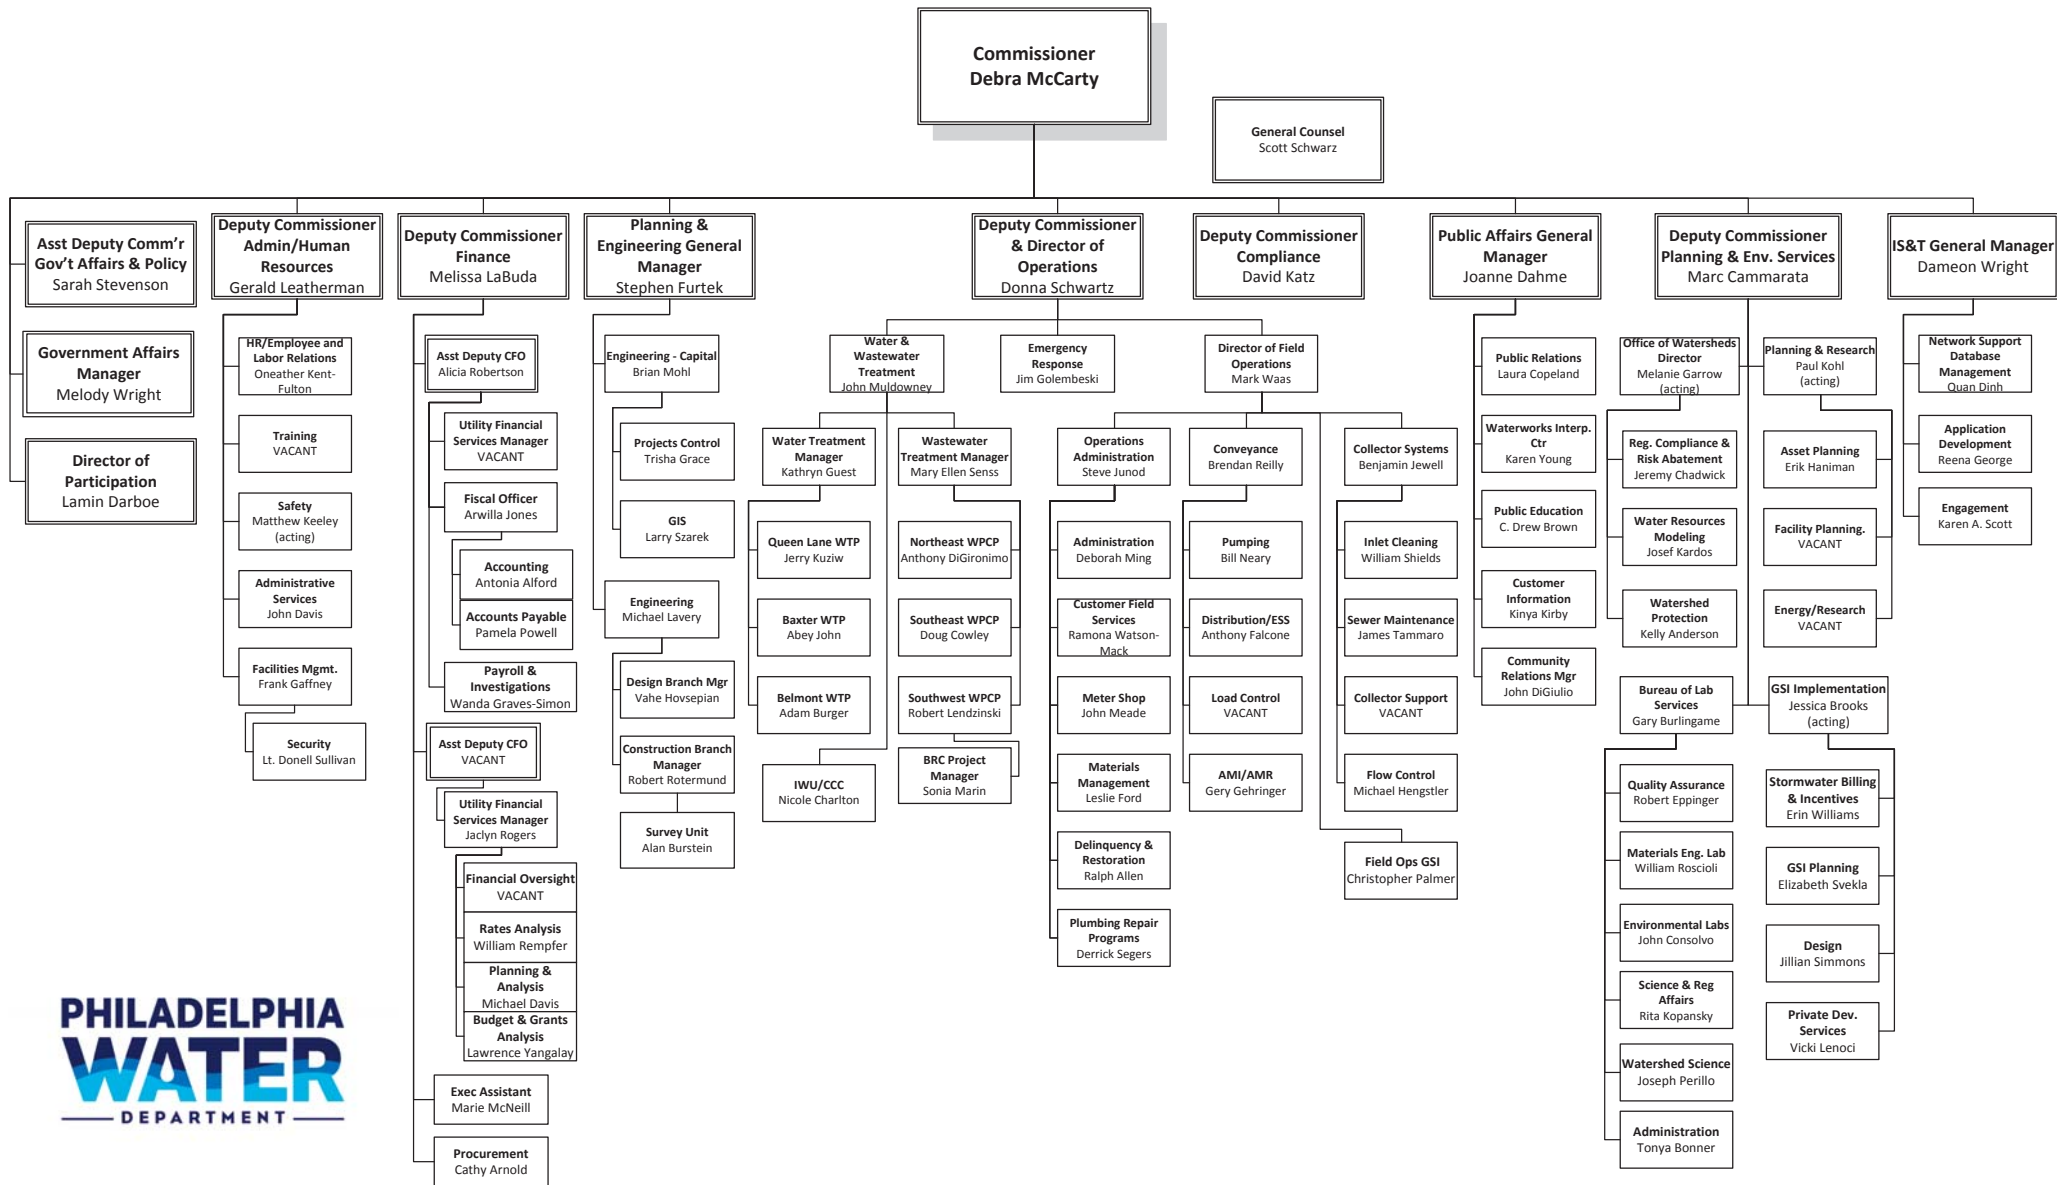 Commissioner
Debra McCarty
General Counsel
Scott Schwarz
Asst Deputy Comm’r
Gov’t Affairs & Policy
Sarah Stevenson
Government Affairs
Manager
Melody Wright
Director of
Participation
Lamin Darboe
Deputy Commissioner
Admin/Human
Resources
Gerald Leatherman
HR/Employee and
Labor Relations
Oneather Kent-
Fulton
Training
VACANT
Safety
Matthew Keeley
(acting)
Administrative
Services
John Davis
Facilities Mgmt.
Frank Gaffney
Security
Lt. Donell Sullivan
Deputy Commissioner
Finance
Melissa LaBuda
Asst Deputy CFO
Alicia Robertson
Utility Financial
Services Manager
VACANT
Fiscal Officer
Arwilla Jones
Accounting
Antonia Alford
Accounts Payable
Pamela Powell
Payroll &
Investigations
Wanda Graves-Simon
Asst Deputy CFO
VACANT
Utility Financial
Services Manager
Jaclyn Rogers
Financial Oversight
VACANT
Rates Analysis
William Rempfer
Planning &
Analysis
Michael Davis
Budget & Grants
Analysis
Lawrence Yangalay
Exec Assistant
Marie McNeill
Procurement
Cathy Arnold
Planning &
Engineering General
Manager
Stephen Furtek
Engineering - Capital
Brian Mohl
Projects Control
Trisha Grace
GIS
Larry Szarek
Engineering
Michael Lavery
Design Branch Mgr
Vahe Hovsepian
Construction Branch
Manager
Robert Rotermund
Survey Unit
Alan Burstein
Deputy Commissioner
& Director of
Operations
Donna Schwartz
Water &
Wastewater
Treatment
John Muldowney
Emergency
Response
Jim Golembeski
Director of Field
Operations
Mark Waas
Water Treatment
Manager
Kathryn Guest
Queen Lane WTP
Jerry Kuziw
Baxter WTP
Abey John
Belmont WTP
Adam Burger
IWU/CCC
Nicole Charlton
Wastewater
Treatment Manager
Mary Ellen Senss
Northeast WPCP
Anthony DiGironimo
Southeast WPCP
Doug Cowley
Southwest WPCP
Robert Lendzinski
BRC Project
Manager
Sonia Marin
Operations
Administration
Steve Junod
Administration
Deborah Ming
Customer Field
Services
Ramona Watson-
Mack
Meter Shop
John Meade
Materials
Management
Leslie Ford
Delinquency &
Restoration
Ralph Allen
Plumbing Repair
Programs
Derrick Segers
Conveyance
Brendan Reilly
Pumping
Bill Neary
Distribution/ESS
Anthony Falcone
Load Control
VACANT
AMI/AMR
Gery Gehringer
Collector Systems
Benjamin Jewell
Inlet Cleaning
William Shields
Sewer Maintenance
James Tammaro
Collector Support
VACANT
Flow Control
Michael Hengstler
Field Ops GSI
Christopher Palmer
Deputy Commissioner
Compliance
David Katz
Public Affairs General
Manager
Joanne Dahme
Public Relations
Laura Copeland
Waterworks Interp.
Ctr
Karen Young
Public Education
C. Drew Brown
Customer
Information
Kinya Kirby
Community
Relations Mgr
John DiGiulio
Deputy Commissioner
Planning & Env. Services
Marc Cammarata
Office of Watersheds
Director
Melanie Garrow
(acting)
Reg. Compliance &
Risk Abatement
Jeremy Chadwick
Water Resources
Modeling
Josef Kardos
Watershed
Protection
Kelly Anderson
Planning & Research
Paul Kohl
(acting)
Asset Planning
Erik Haniman
Facility Planning.
VACANT
Energy/Research
VACANT
Bureau of Lab
Services
Gary Burlingame
Quality Assurance
Robert Eppinger
Materials Eng. Lab
William Roscioli
Environmental Labs
John Consolvo
Science & Reg
Affairs
Rita Kopansky
Watershed Science
Joseph Perillo
Administration
Tonya Bonner
GSI Implementation
Jessica Brooks
(acting)
Stormwater Billing
& Incentives
Erin Williams
GSI Planning
Elizabeth Svekla
Design
Jillian Simmons
Private Dev.
Services
Vicki Lenoci
IS&T General Manager
Dameon Wright
Network Support
Database
Management
Quan Dinh
Application
Development
Reena George
Engagement
Karen A. Scott
PHILADELPHIA
WATER
DEPARTMENT